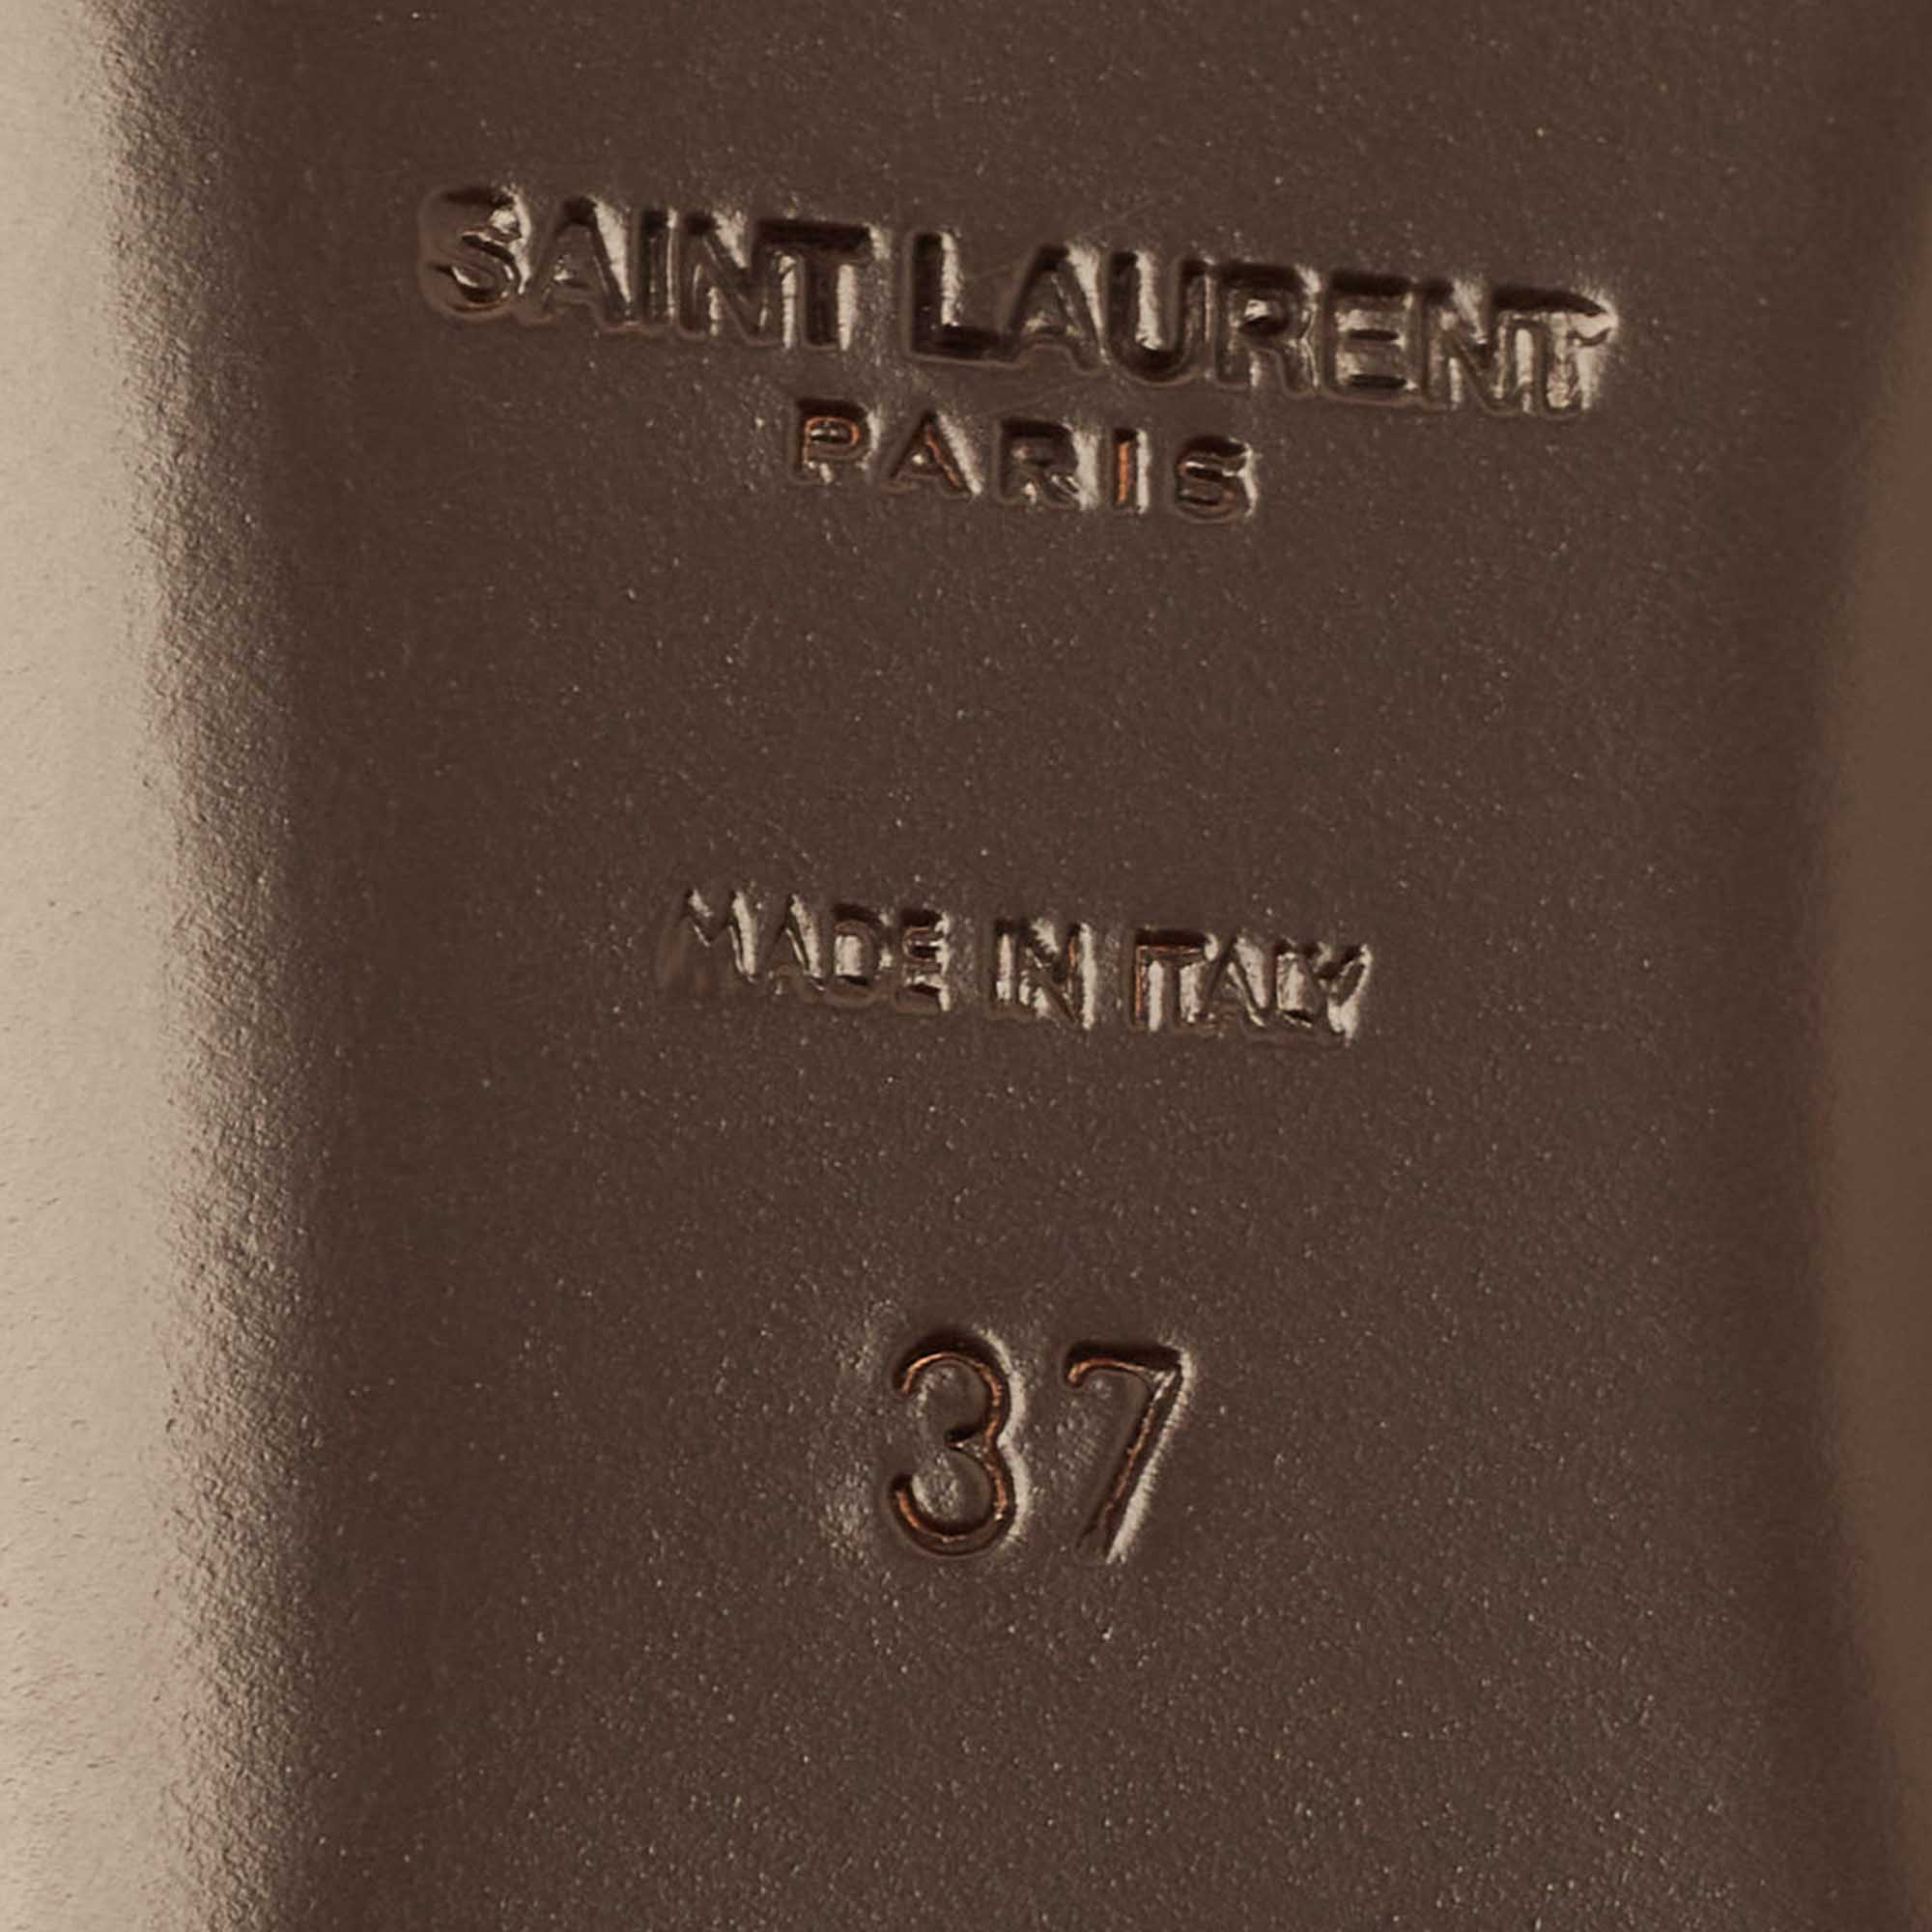 SAINT LAURENT
PARIS
MADE IN ITALY
37